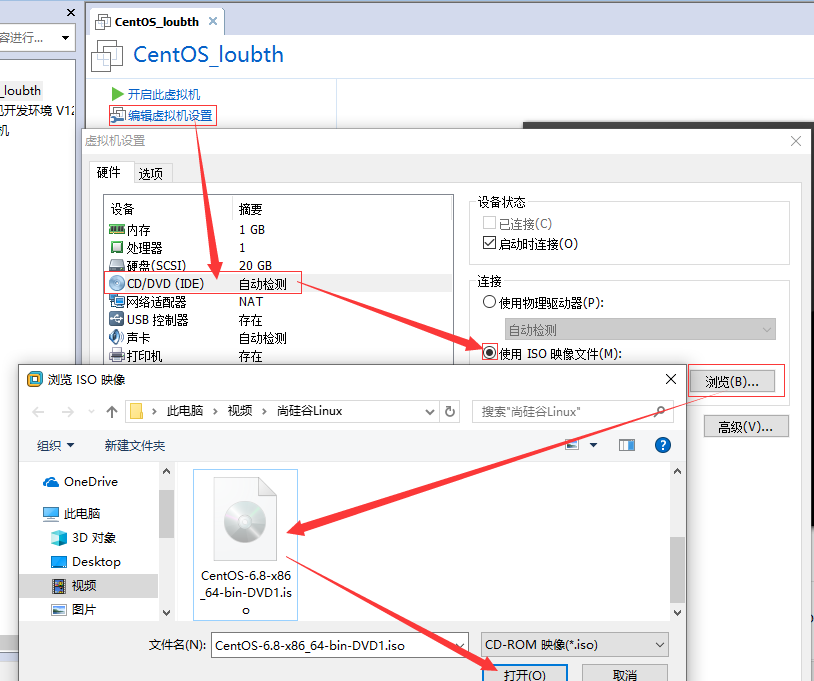 CentOS_loubth
容进行...
CentOS_loubth
_loubth
开启此虚拟机
开发环境 V12
编辑虚拟机设置
机
虚拟机设置
硬件
选项
设备
摘要
内存
1 GB
处理器
1
硬盘(SCSI)
20 GB
CD/DVD (IDE)
自动检测
网络适配器
NAT
USB 控制器
存在
声卡
自动检测
打印机
存在
设备状态
已连接(C)
启动时连接(O)
连接
使用物理驱动器(P):
自动检测
使用 ISO 映像文件(M):
浏览(B)...
高级(V)...
浏览 ISO 映像
此电脑
视频
尚硅谷Linux
搜索"尚硅谷Linux"
组织
新建文件夹
OneDrive
此电脑
3D 对象
Desktop
视频
图片
CentOS-6.8-x86
_64-bin-DVD1.is
o
文件名(N):
CentOS-6.8-x86_64-bin-DVD1.iso
CD-ROM 映像(*.iso)
打开(O)
取消